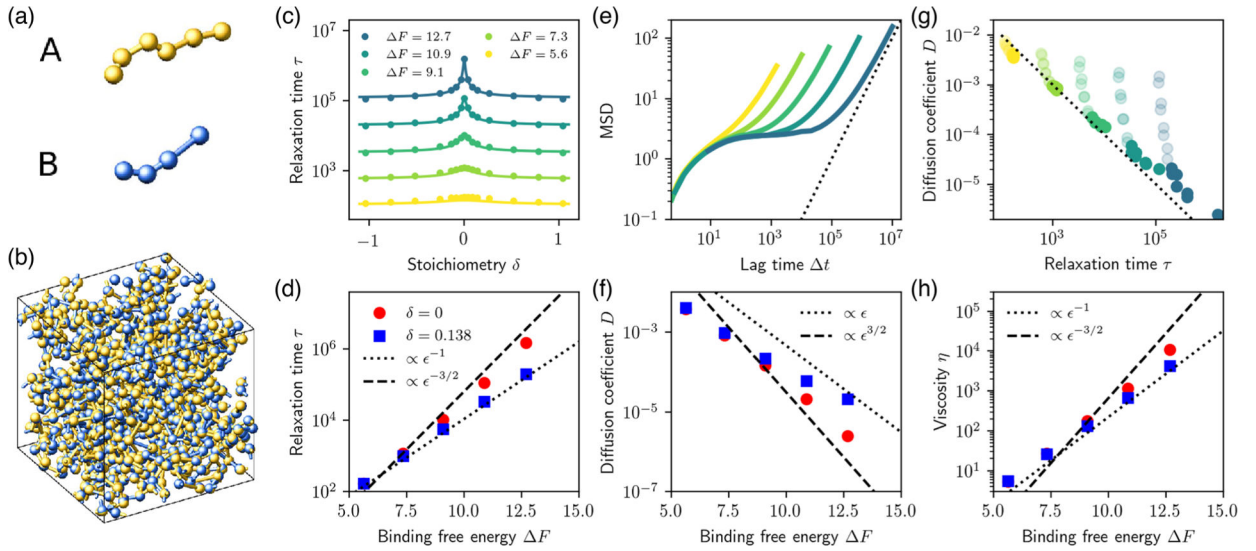 (a)
A
B
(b)
(c)
Relaxation time τ
10⁷
10⁵
10³
ΔF = 12.7
ΔF = 10.9
ΔF = 9.1
ΔF = 7.3
ΔF = 5.6
−1
0
1
Stoichiometry δ
(d)
Relaxation time τ
10⁶
10⁴
10²
δ = 0
δ = 0.138
∝ ϵ⁻¹
∝ ϵ⁻³/²
5.0
7.5
10.0
12.5
15.0
Binding free energy ΔF
(e)
MSD
10²
10¹
10⁰
10⁻¹
10¹
10³
10⁵
10⁷
Lag time Δt
(f)
Diffusion coefficient D
10⁻³
10⁻⁵
10⁻⁷
∝ ϵ
∝ ϵ³/²
5.0
7.5
10.0
12.5
15.0
Binding free energy ΔF
(g)
Diffusion coefficient D
10⁻²
10⁻³
10⁻⁴
10⁻⁵
10³
10⁵
Relaxation time τ
(h)
Viscosity η
10⁵
10⁴
10³
10²
10¹
∝ ϵ⁻¹
∝ ϵ⁻³/²
5.0
7.5
10.0
12.5
15.0
Binding free energy ΔF